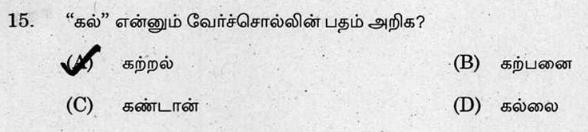 15. “கல்” என்னும் வேர்ச்சொல்லின் பதம் அறிக?
(A) கற்றல் (B) கற்பனை
(C) கண்டான் (D) கல்லை